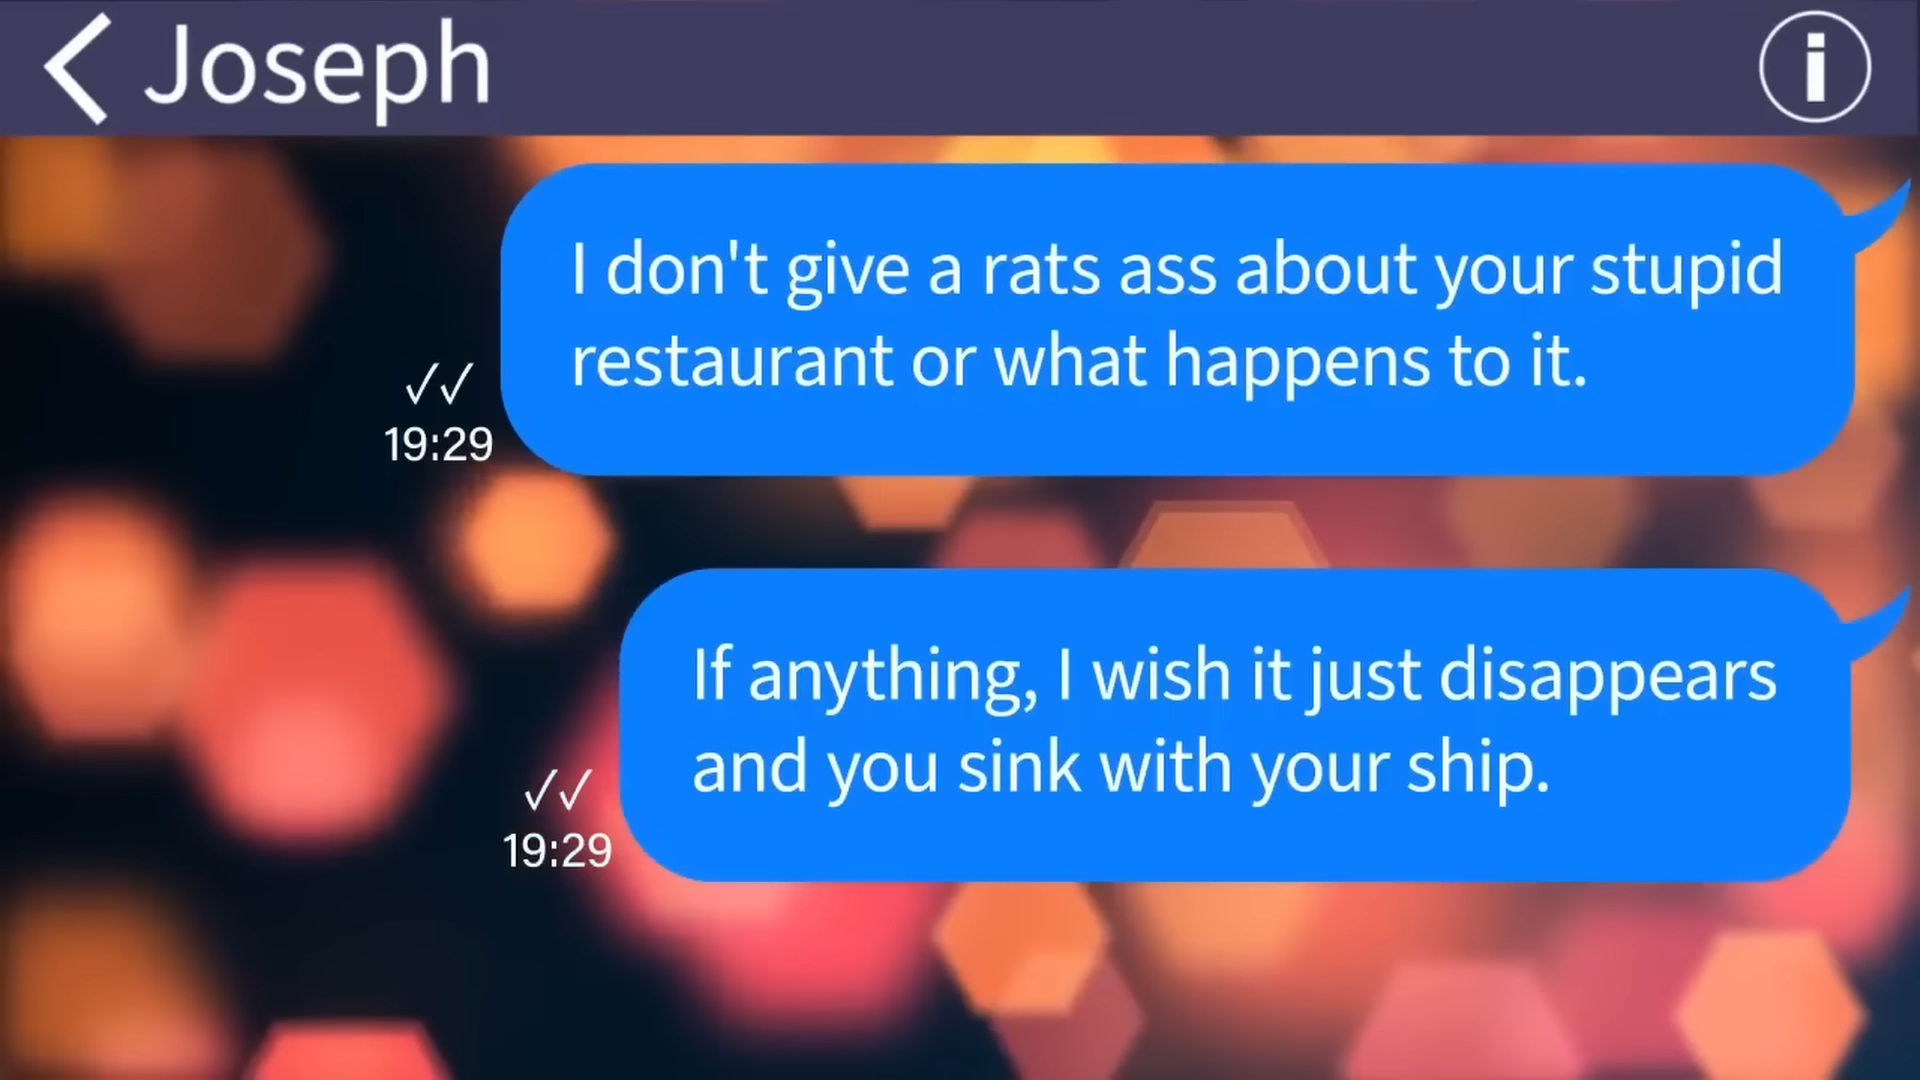 Joseph
I don't give a rats ass about your stupid
restaurant or what happens to it.
✓✓
19:29
If anything, I wish it just disappears
and you sink with your ship.
✓✓
19:29